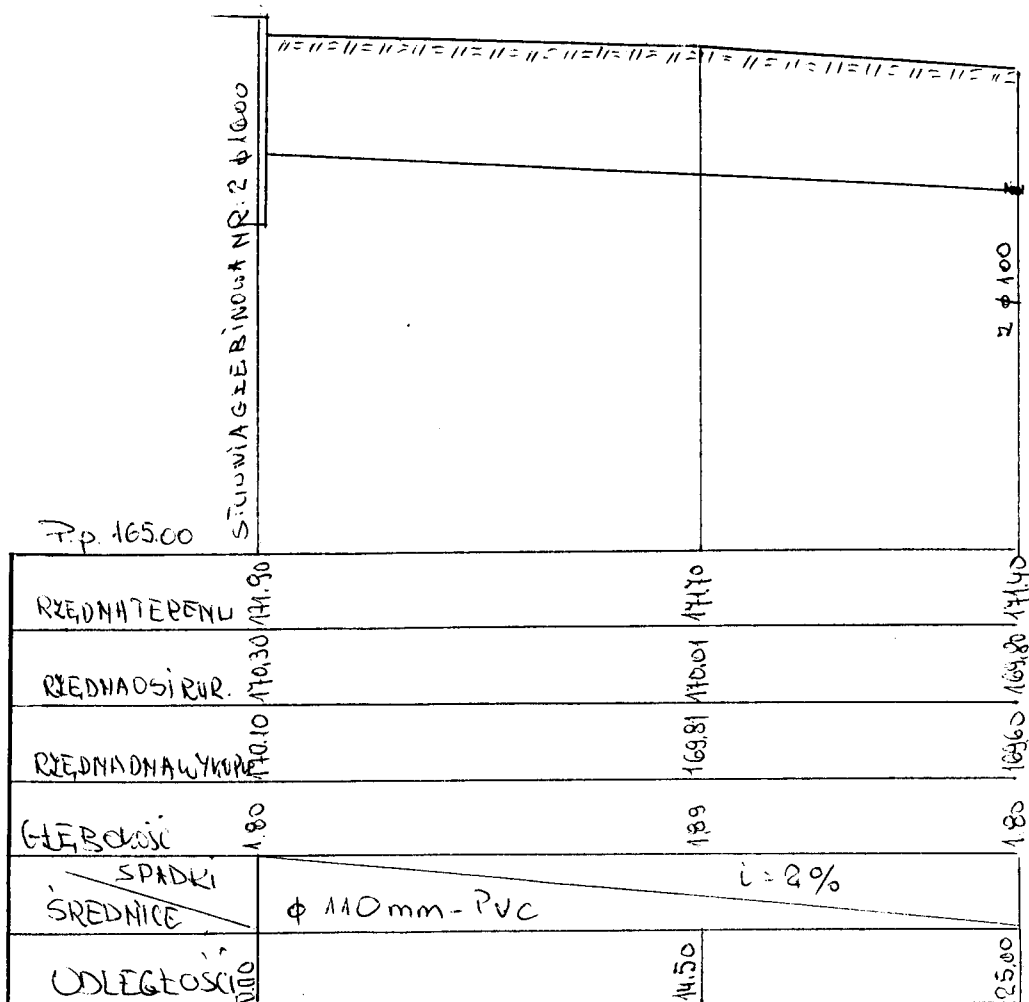 STUDNIA GŁĘBINOWA NR: 2 ϕ 1600
Z ϕ 100
P.p. 165.00
RZĘDNA TERENU 171.90 171.70 171.40
RZĘDNA OSI RUR. 170,30 170.01 169.80
RZĘDNA DNA WYKOPU 170.10 169.81 169.60
GŁĘBOKOŚĆ 1.80 1.89 1.80
SPADKI i = 2%
ŚREDNICE ϕ 110mm - PVC
ODLEGŁOŚCI 0.00 14.50 25.00